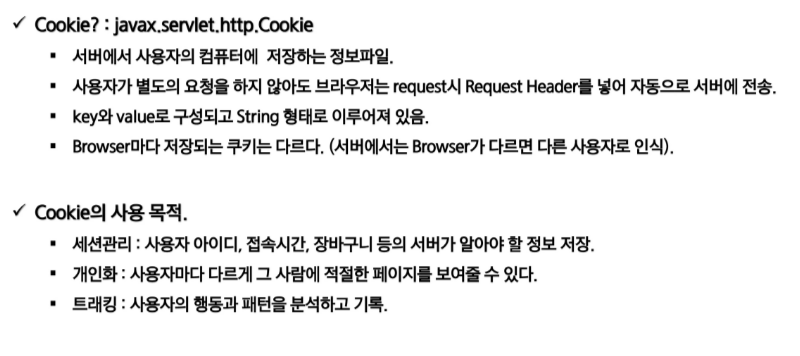 ✓ Cookie? : javax.servlet.http.Cookie
▪ 서버에서 사용자의 컴퓨터에 저장하는 정보파일.
▪ 사용자가 별도의 요청을 하지 않아도 브라우저는 request시 Request Header를 넣어 자동으로 서버에 전송.
▪ key와 value로 구성되고 String 형태로 이루어져 있음.
▪ Browser마다 저장되는 쿠키는 다르다. (서버에서는 Browser가 다르면 다른 사용자로 인식).
✓ Cookie의 사용 목적.
▪ 세션관리 : 사용자 아이디, 접속시간, 장바구니 등의 서버가 알아야 할 정보 저장.
▪ 개인화 : 사용자마다 다르게 그 사람에 적절한 페이지를 보여줄 수 있다.
▪ 트래킹 : 사용자의 행동과 패턴을 분석하고 기록.